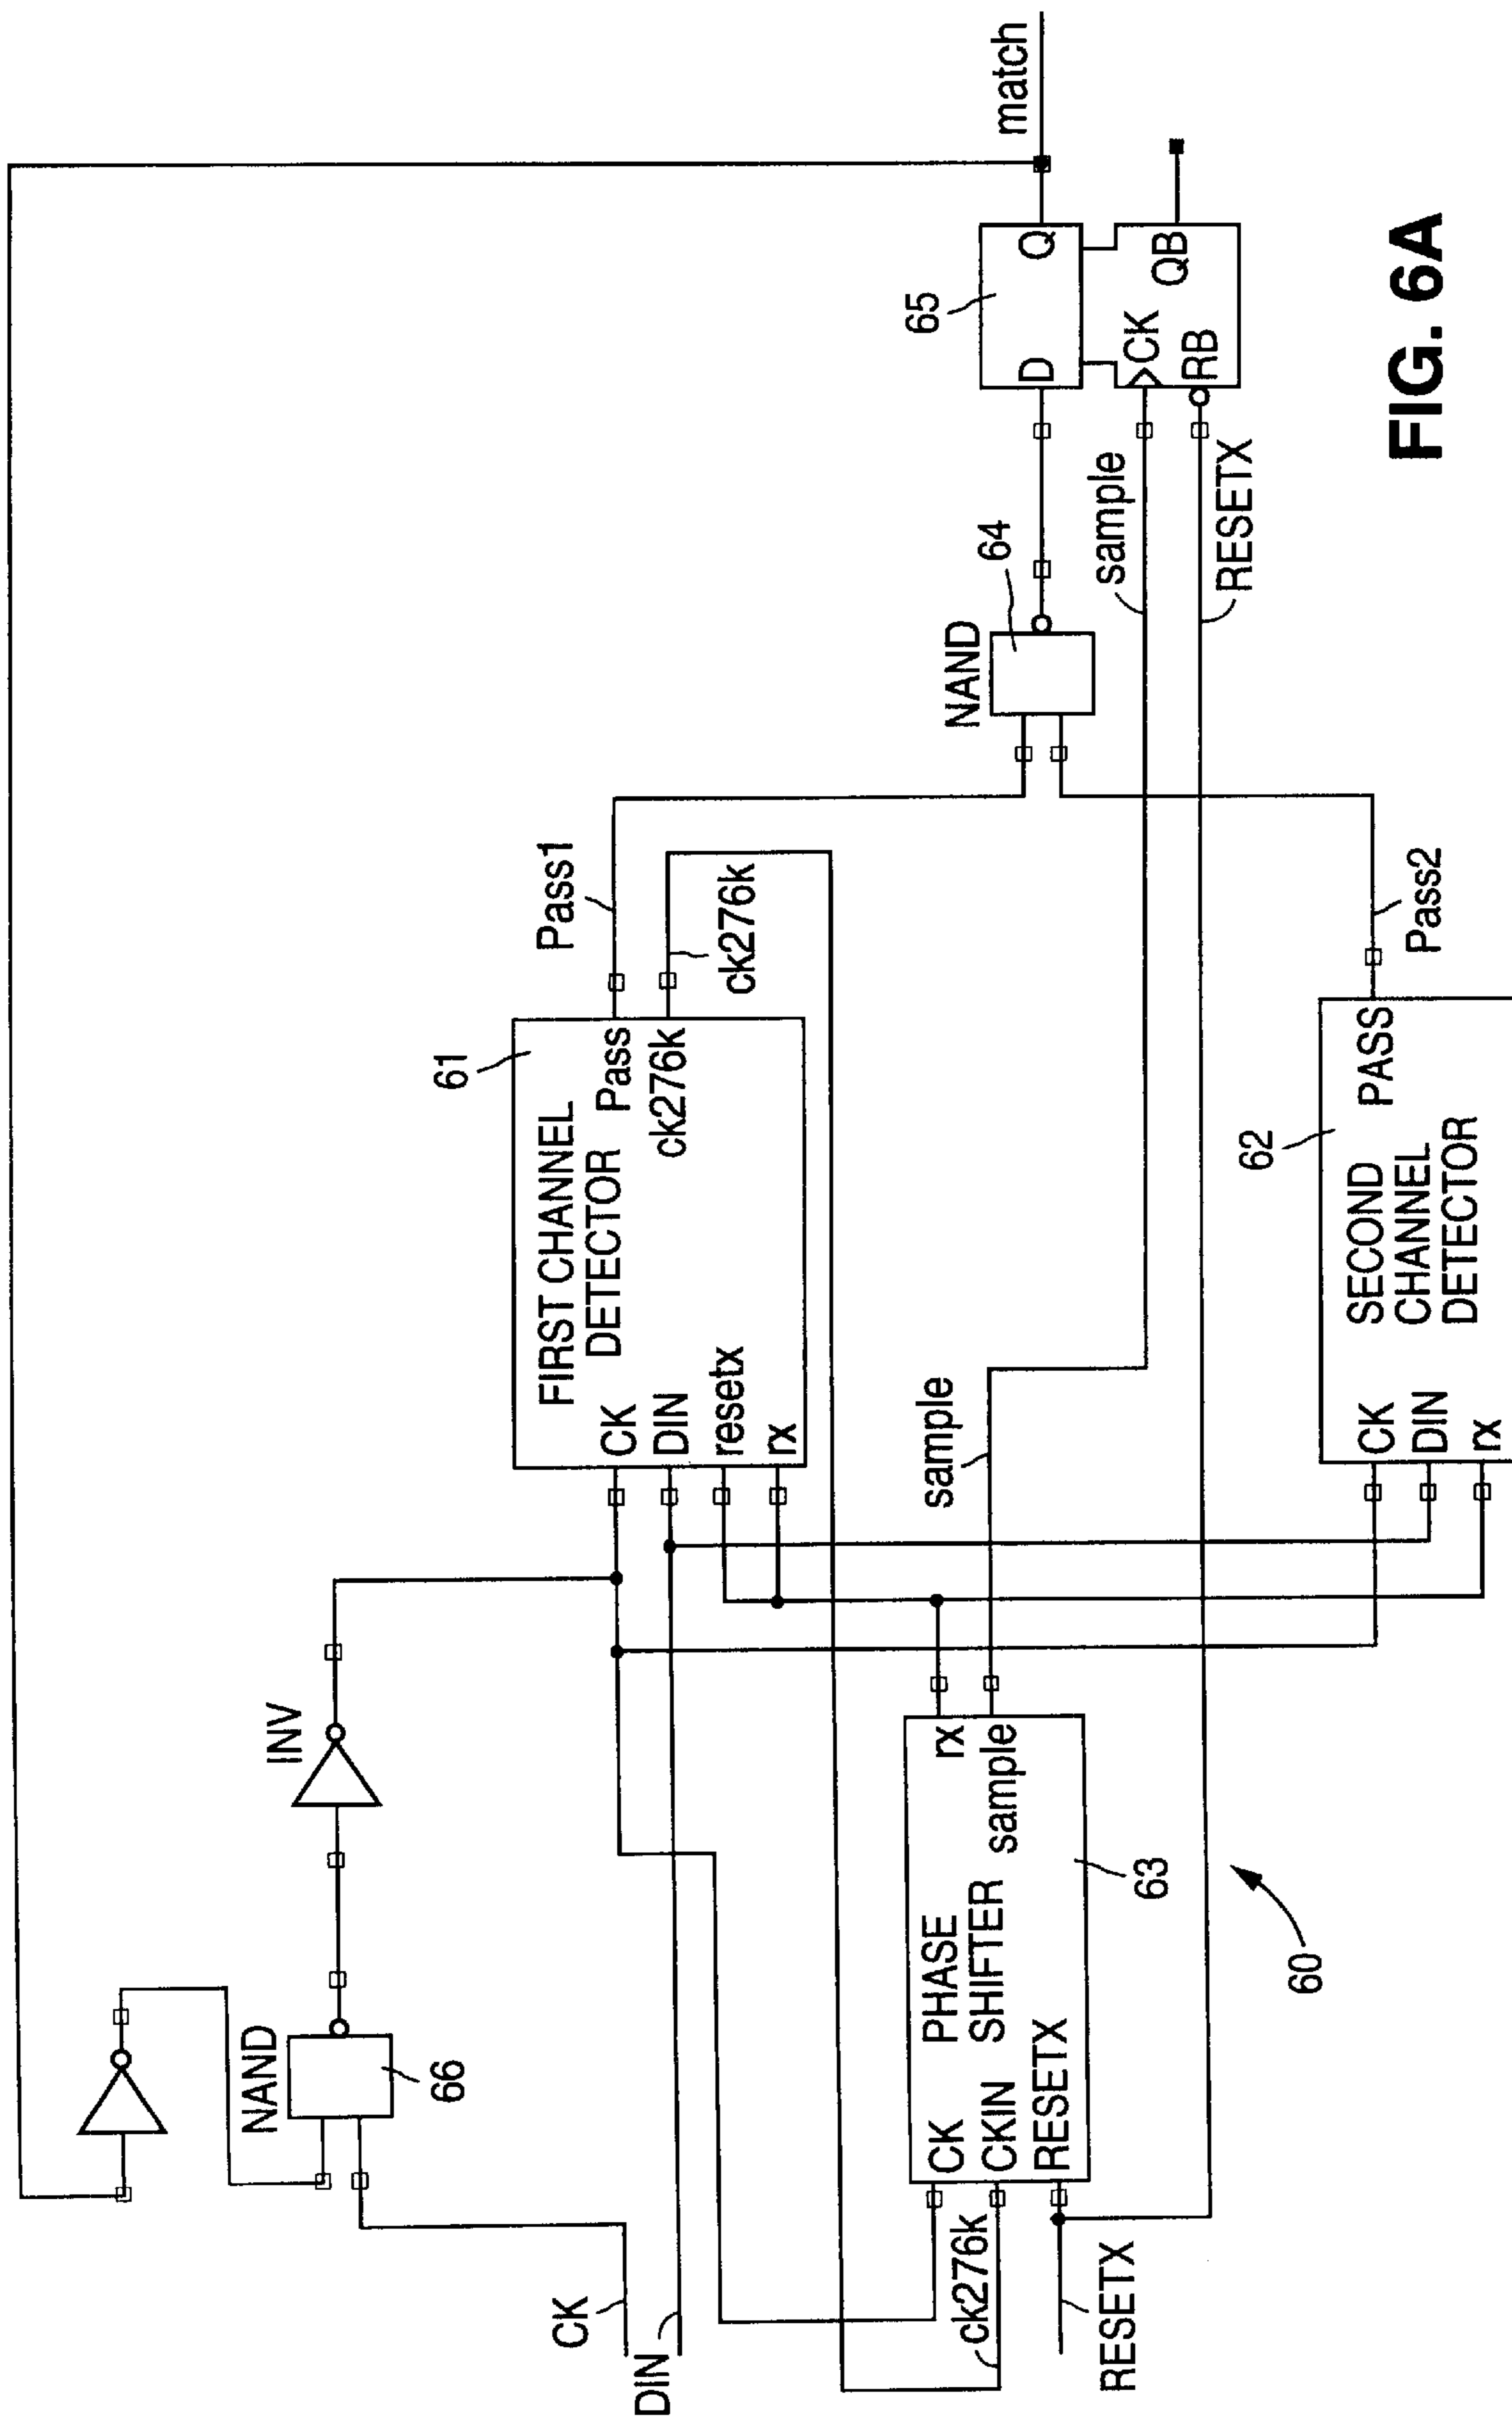 match
65
D
Q
CK
QB
RB
sample
RESETX
NAND
64
Pass1
ck276k
61
FIRST CHANNEL
DETECTOR
Pass
ck276k
CK
DIN
resetx
rx
Pass2
62
SECOND
CHANNEL
DETECTOR
PASS
CK
DIN
rx
sample
INV
NAND
66
rx
sample
PHASE
SHIFTER
CK
CKIN
RESETX
63
60
CK
DIN
ck276k
RESETX
FIG. 6A